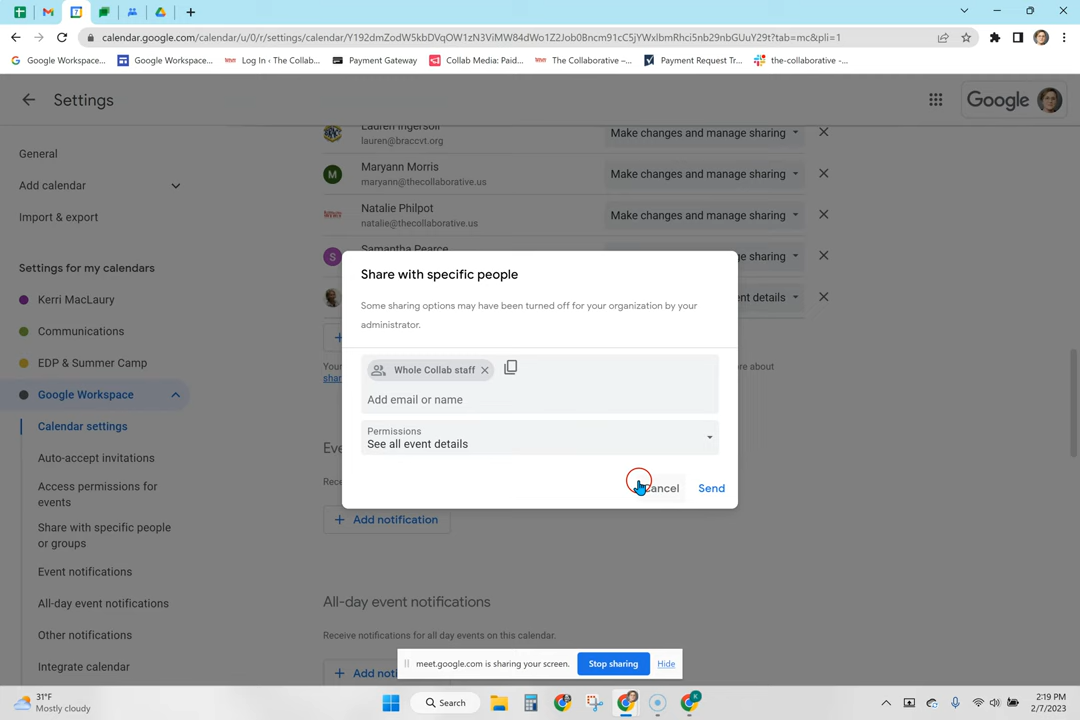 calendar.google.com/calendar/u/0/r/settings/calendar/Y192dmZodW5kbDVqOW1zN3ViMW84dWo1Z2Job0Bncm91cC5jYWxlbmRhci5nb29nbGUuY29t?tab=mc&pli=1
Google Workspace...
Google Workspace...
Log In ‹ The Collab...
Payment Gateway
Collab Media: Paid...
The Collaborative –...
Payment Request Tr...
the-collaborative -...
Settings
Google
General
Add calendar
Import & export
Settings for my calendars
Kerri MacLaury
Communications
EDP & Summer Camp
Google Workspace
Calendar settings
Auto-accept invitations
Access permissions for
events
Share with specific people
or groups
Event notifications
All-day event notifications
Other notifications
Integrate calendar
Lauren Ingersoll
lauren@braccvt.org
Make changes and manage sharing
M
Maryann Morris
maryann@thecollaborative.us
Make changes and manage sharing
Natalie Philpot
natalie@thecollaborative.us
Make changes and manage sharing
S
Samantha Pearce
ge sharing
ent details
Share with specific people
Some sharing options may have been turned off for your organization by your
administrator.
Whole Collab staff
Add email or name
Permissions
See all event details
Cancel
Send
Your
re about
shar
Eve
Rece
Add notification
All-day event notifications
Receive notifications for all day events on this calendar.
Add noti
meet.google.com is sharing your screen.
Stop sharing
Hide
31°F
Mostly cloudy
Search
2:19 PM
2/7/2023